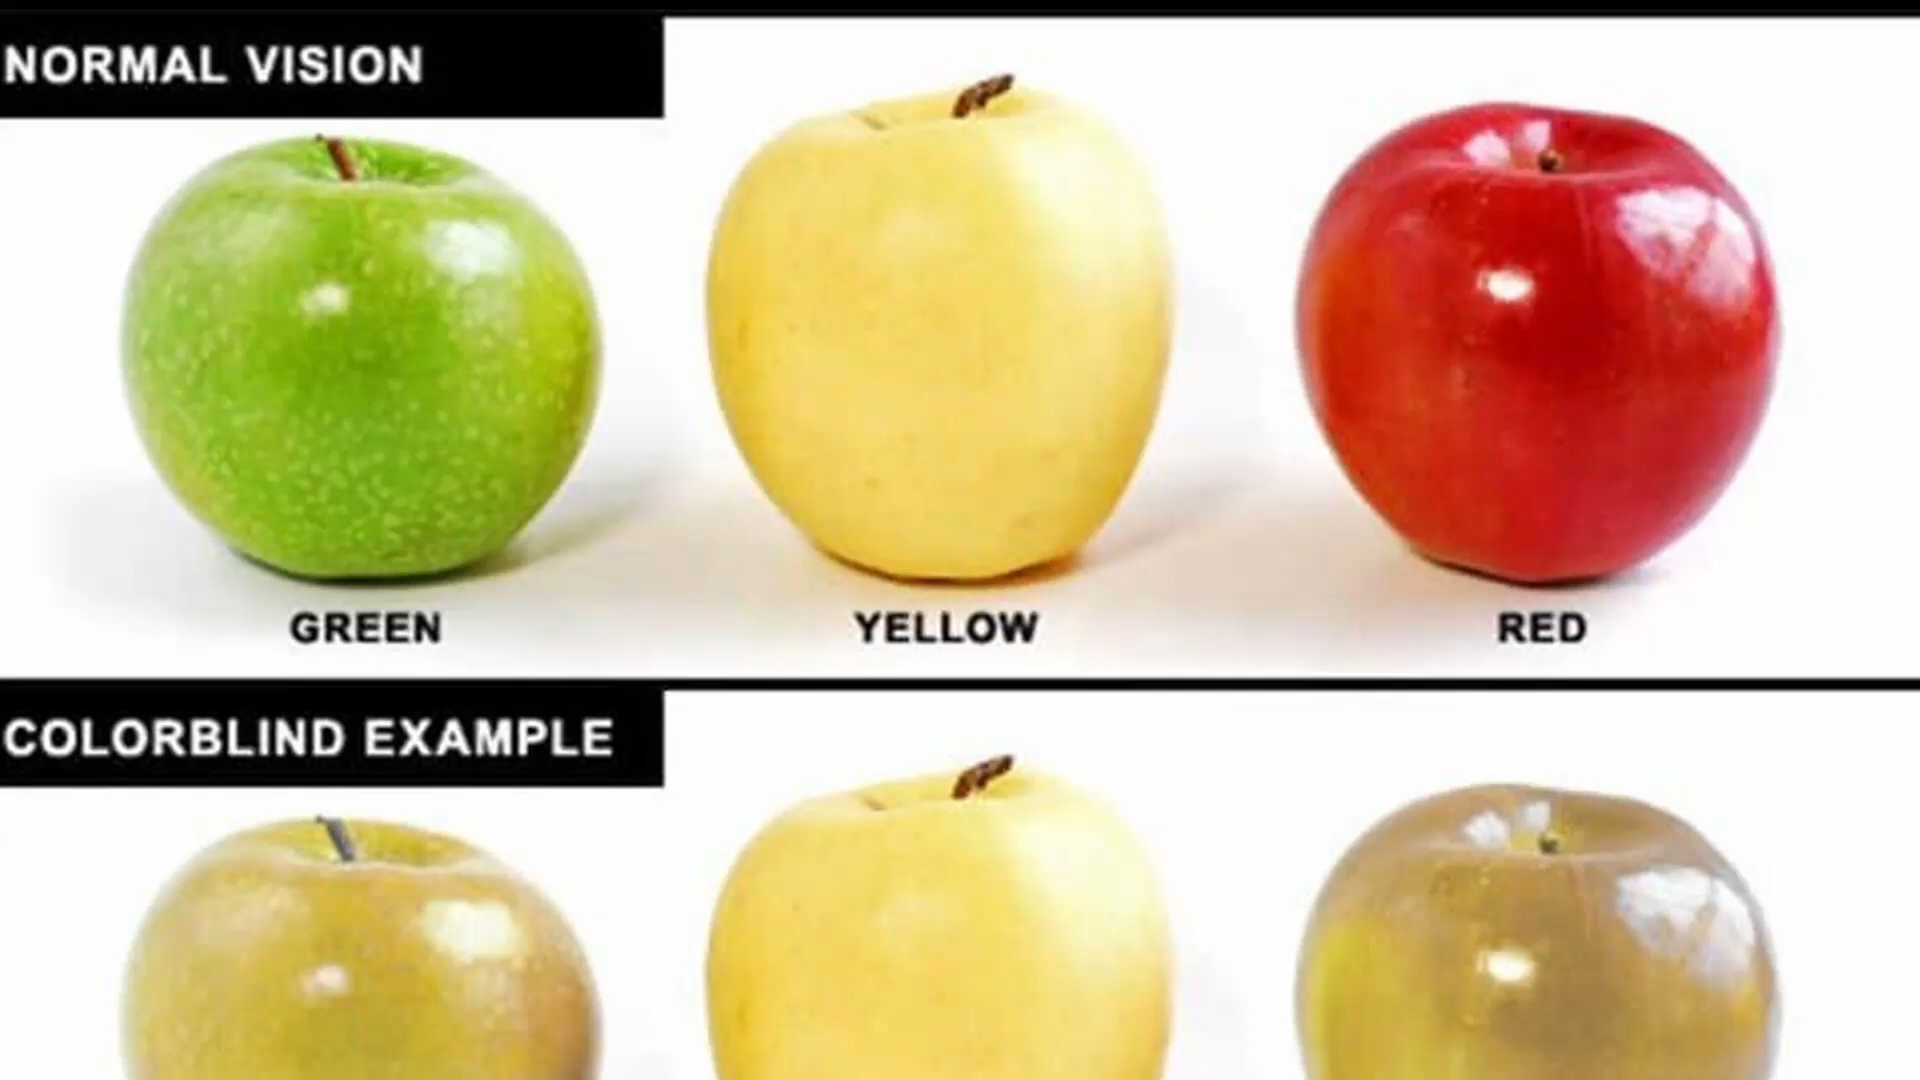 NORMAL VISION
GREEN
YELLOW
RED
COLORBLIND EXAMPLE